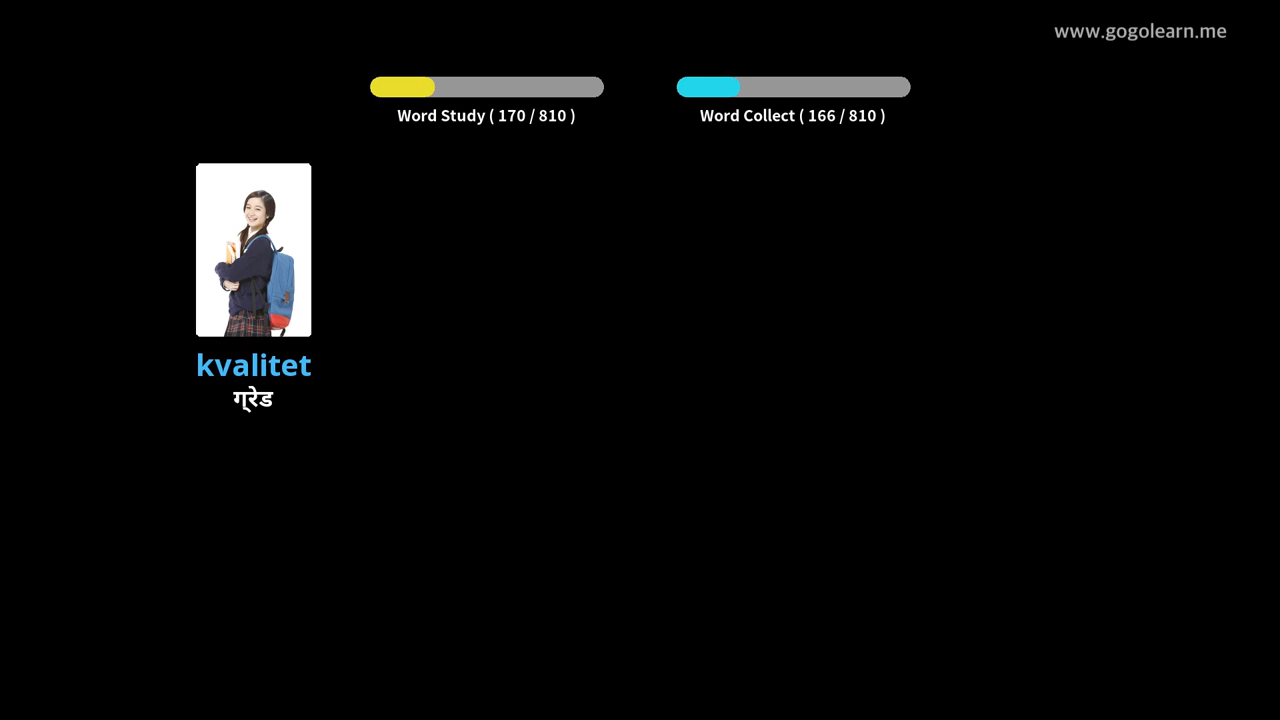 www.gogolearn.me
Word Study ( 170 / 810 )
Word Collect ( 166 / 810 )
kvalitet
ग्रेड